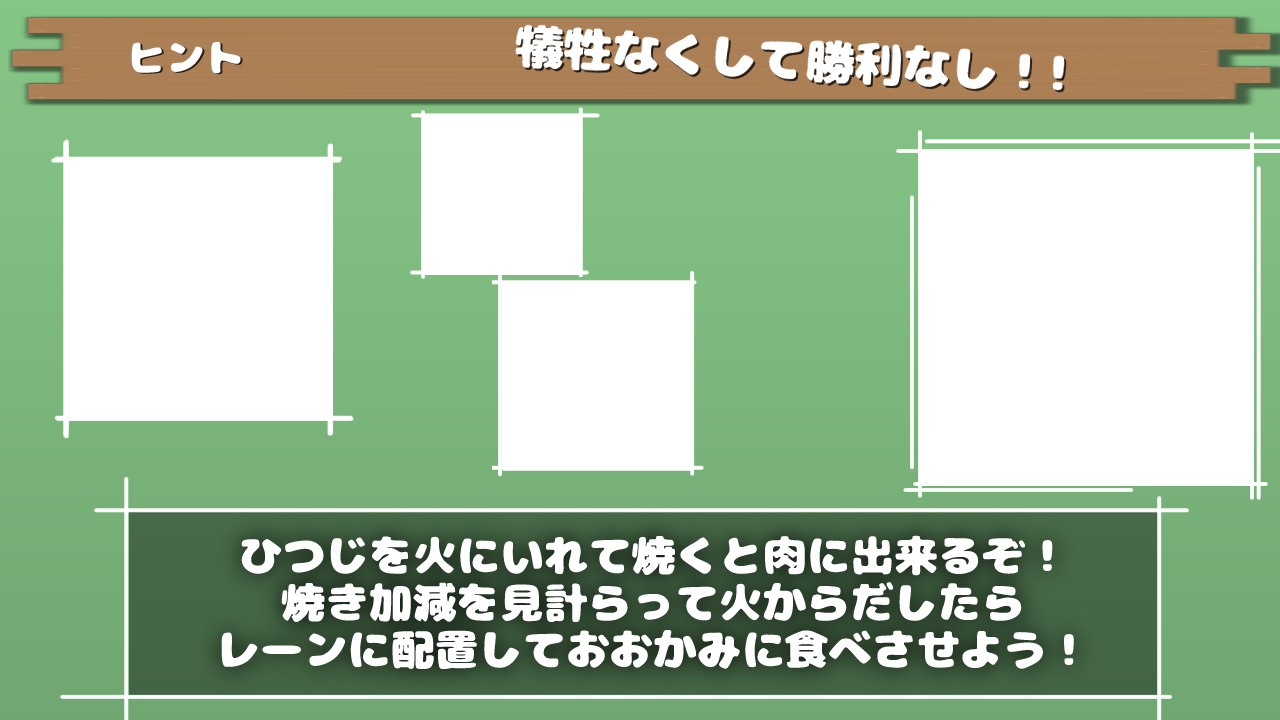 ヒント
犠牲なくして勝利なし！！
ひつじを火にいれて焼くと肉に出来るぞ！
焼き加減を見計らって火からだしたら
レーンに配置しておおかみに食べさせよう！